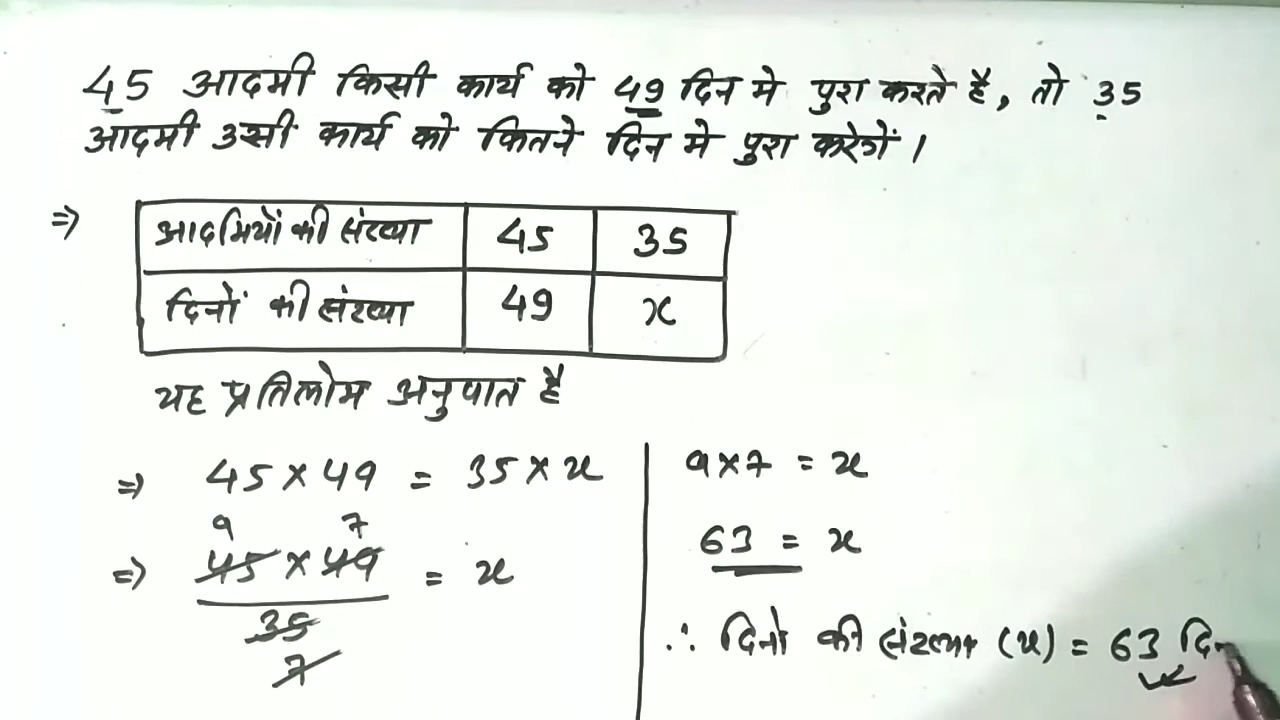 45 आदमी किसी कार्य को 49 दिन मे पुरा करते है, तो 35
आदमी उसी कार्य को कितने दिन मे पुरा करेगें ।
⇒ आदमियों की संख्या 45 35
दिनों की संख्या 49 x
यह प्रतिलोम अनुपात है
⇒ 45 × 49 = 35 × x
9 7
⇒ 45 × 49 = x
35
7
9 × 7 = x
63 = x
∴ दिनों की संख्या (x) = 63 दिन